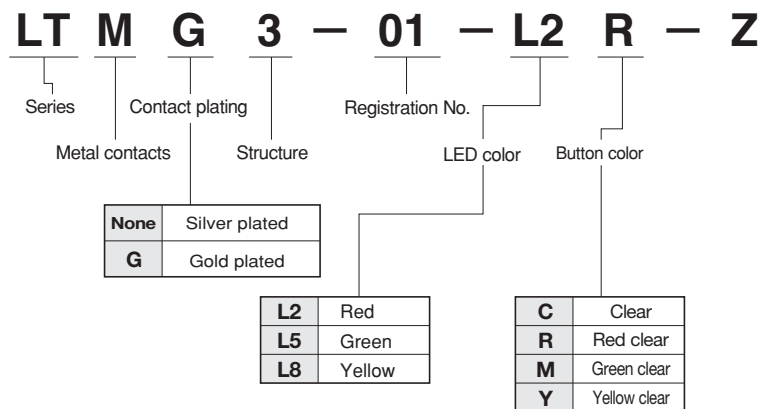 LT M G 3 — 01 — L2 R — Z
Series
Contact plating
Registration No.
Metal contacts
Structure
LED color
Button color
None Silver plated
G Gold plated
L2 Red
L5 Green
L8 Yellow
C Clear
R Red clear
M Green clear
Y Yellow clear